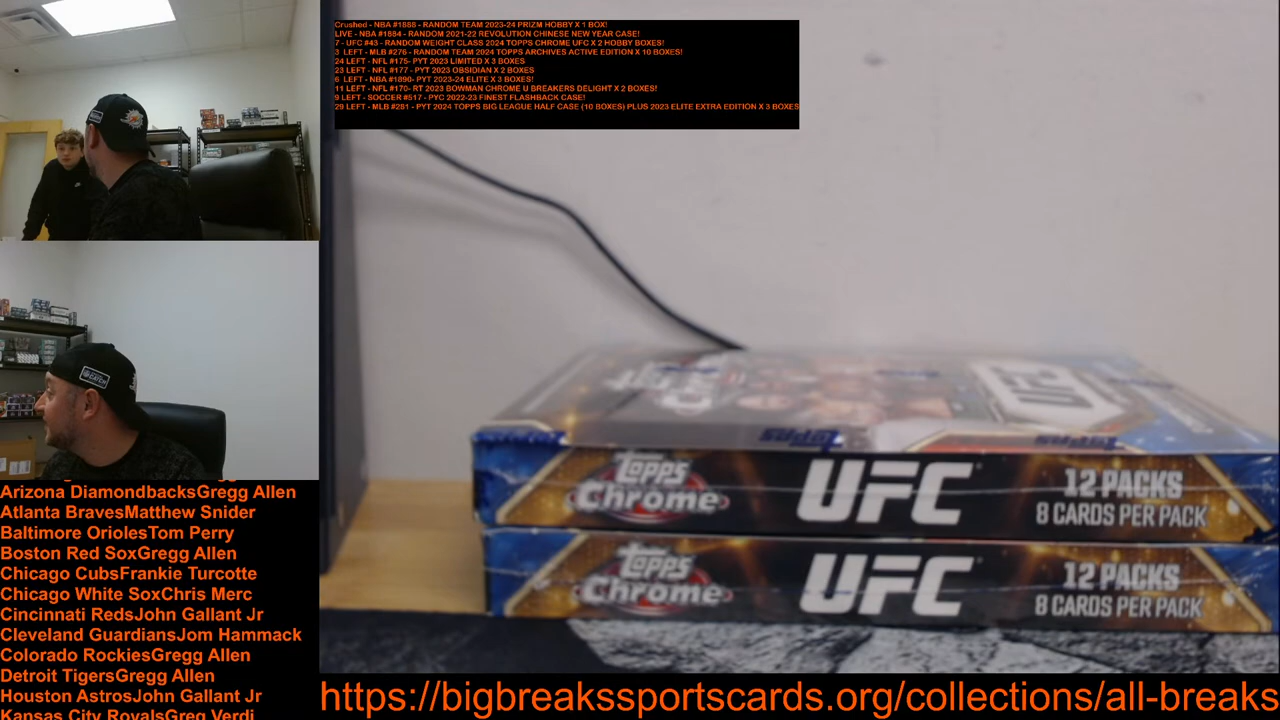 Crushed - NBA #1888 - RANDOM TEAM 2023-24 PRIZM HOBBY X 1 BOX!
LIVE - NBA #1884 - RANDOM 2021-22 REVOLUTION CHINESE NEW YEAR CASE!
7 - UFC #43 - RANDOM WEIGHT CLASS 2024 TOPPS CHROME UFC X 2 HOBBY BOXES!
3 LEFT - MLB #276 - RANDOM TEAM 2024 TOPPS ARCHIVES ACTIVE EDITION X 10 BOXES!
24 LEFT - NFL #175- PYT 2023 LIMITED X 3 BOXES
23 LEFT - NFL #177 - PYT 2023 OBSIDIAN X 2 BOXES
6 LEFT - NBA #1890- PYT 2023-24 ELITE X 3 BOXES!
11 LEFT - NFL #170- RT 2023 BOWMAN CHROME U BREAKERS DELIGHT X 2 BOXES!
9 LEFT - SOCCER #517 - PYC 2022-23 FINEST FLASHBACK CASE!
29 LEFT - MLB #281 - PYT 2024 TOPPS BIG LEAGUE HALF CASE (10 BOXES) PLUS 2023 ELITE EXTRA EDITION X 3 BOXES
topps
topps
Topps Chrome UFC 12 PACKS
8 CARDS PER PACK
Topps Chrome UFC 12 PACKS
8 CARDS PER PACK
Arizona DiamondbacksGregg Allen
Atlanta BravesMatthew Snider
Baltimore OriolesTom Perry
Boston Red SoxGregg Allen
Chicago CubsFrankie Turcotte
Chicago White SoxChris Merc
Cincinnati RedsJohn Gallant Jr
Cleveland GuardiansJom Hammack
Colorado RockiesGregg Allen
Detroit TigersGregg Allen
Houston AstrosJohn Gallant Jr
Kansas City RoyalsGreg Verdi
https://bigbreakssportscards.org/collections/all-breaks